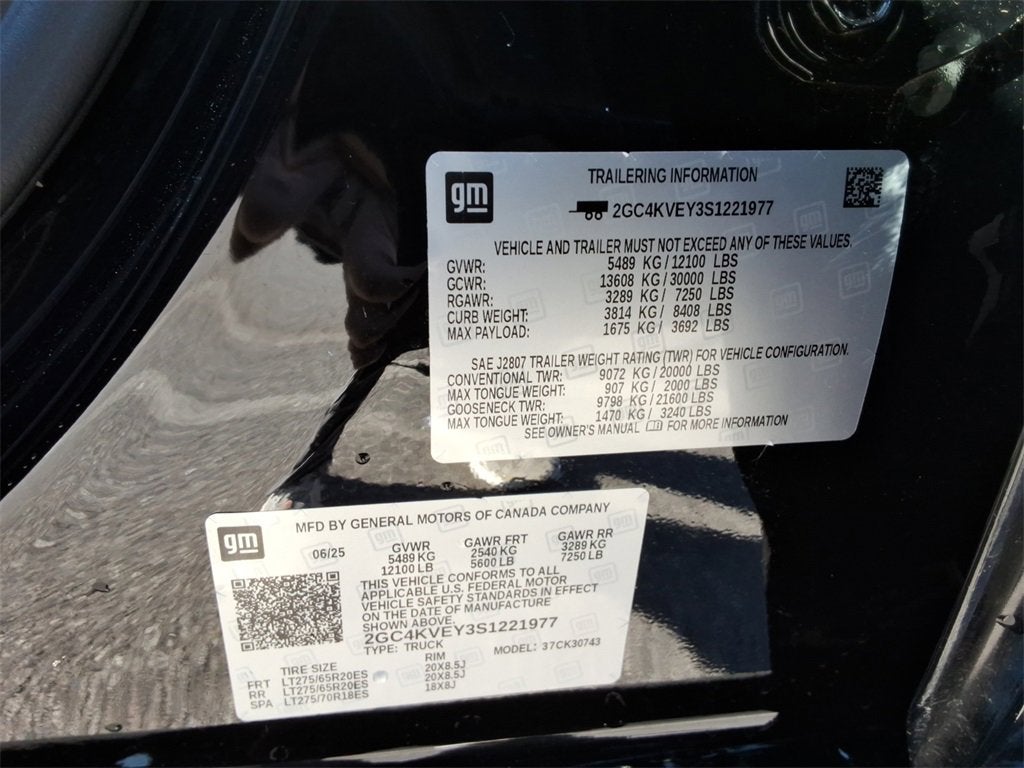 gm
TRAILERING INFORMATION
2GC4KVEY3S1221977
VEHICLE AND TRAILER MUST NOT EXCEED ANY OF THESE VALUES.
GVWR: 5489 KG / 12100 LBS
GCWR: 13608 KG / 30000 LBS
RGAWR: 3289 KG / 7250 LBS
CURB WEIGHT: 3814 KG / 8408 LBS
MAX PAYLOAD: 1675 KG / 3692 LBS
SAE J2807 TRAILER WEIGHT RATING (TWR) FOR VEHICLE CONFIGURATION.
CONVENTIONAL TWR: 9072 KG / 20000 LBS
MAX TONGUE WEIGHT: 907 KG / 2000 LBS
GOOSENECK TWR: 9798 KG / 21600 LBS
MAX TONGUE WEIGHT: 1470 KG / 3240 LBS
SEE OWNER'S MANUAL FOR MORE INFORMATION
gm
MFD BY GENERAL MOTORS OF CANADA COMPANY
06/25 GVWR GAWR FRT GAWR RR
5489 KG 2540 KG 3289 KG
12100 LB 5600 LB 7250 LB
THIS VEHICLE CONFORMS TO ALL
APPLICABLE U.S. FEDERAL MOTOR
VEHICLE SAFETY STANDARDS IN EFFECT
ON THE DATE OF MANUFACTURE
SHOWN ABOVE.
2GC4KVEY3S1221977
TYPE: TRUCK MODEL: 37CK30743
TIRE SIZE RIM
FRT LT275/65R20ES 20X8.5J
RR LT275/65R20ES 20X8.5J
SPA LT275/70R18ES 18X8J